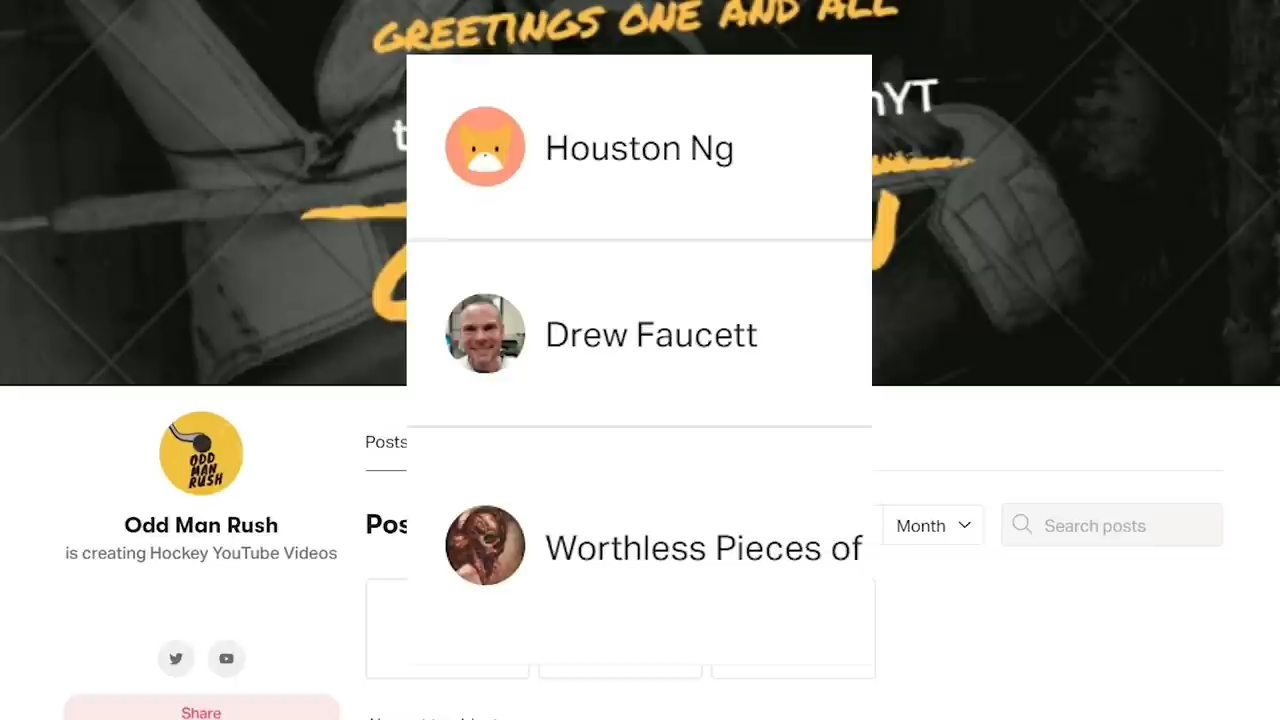 GREETINGS ONE AND ALL
YT
Houston Ng
Drew Faucett
Worthless Pieces of
Posts
ODD
MAN
RUSH
Odd Man Rush
is creating Hockey YouTube Videos
Month
Search posts
Share